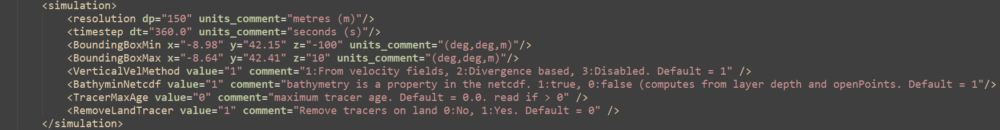 <simulation>
<resolution dp="150" units_comment="metres (m)"/>
<timestep dt="360.0" units_comment="seconds (s)"/>
<BoundingBoxMin x="-8.98" y="42.15" z="-100" units_comment="(deg,deg,m)"/>
<BoundingBoxMax x="-8.64" y="42.41" z="10" units_comment="(deg,deg,m)"/>
<VerticalVelMethod value="1" comment="1:From velocity fields, 2:Divergence based, 3:Disabled. Default = 1" />
<BathyminNetcdf value="1" comment="bathymetry is a property in the netcdf. 1:true, 0:false (computes from layer depth and openPoints. Default = 1"/>
<TracerMaxAge value="0" comment="maximum tracer age. Default = 0.0. read if > 0" />
<RemoveLandTracer value="1" comment="Remove tracers on land 0:No, 1:Yes. Default = 0" />
</simulation>